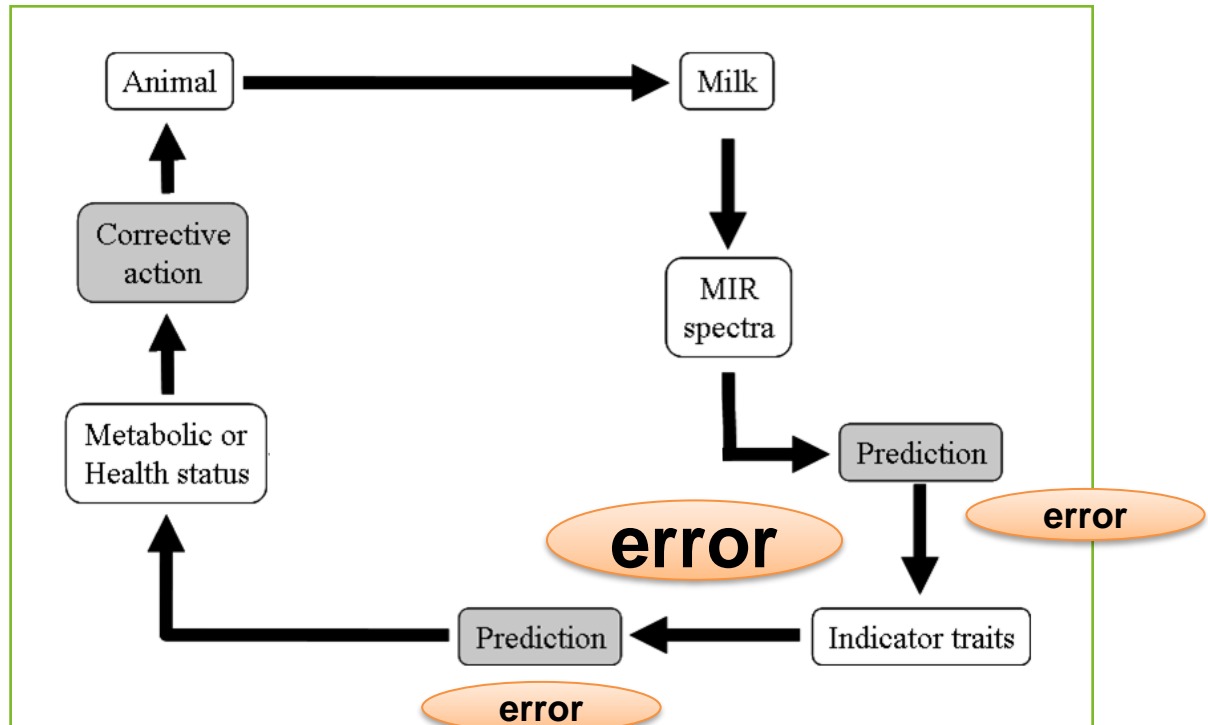 Animal
Milk
Corrective
action
MIR
spectra
Metabolic or
Health status
Prediction
error
error
Prediction
Indicator traits
error